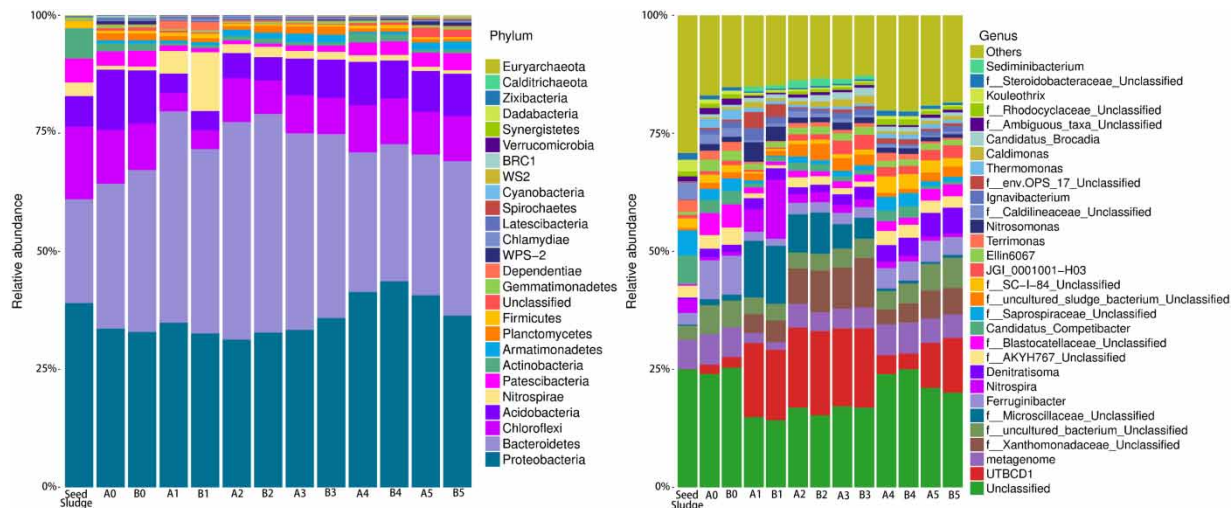 Relative abundance
100%
75%
50%
25%
0%
Seed
Sludge
A0
B0
A1
B1
A2
B2
A3
B3
A4
B4
A5
B5
Phylum
Euryarchaeota
Calditrichaeota
Zixibacteria
Dadabacteria
Synergistetes
Verrucomicrobia
BRC1
WS2
Cyanobacteria
Spirochaetes
Latescibacteria
Chlamydiae
WPS-2
Dependentiae
Gemmatimonadetes
Unclassified
Firmicutes
Planctomycetes
Armatimonadetes
Actinobacteria
Patescibacteria
Nitrospirae
Acidobacteria
Chloroflexi
Bacteroidetes
Proteobacteria
Relative abundance
100%
75%
50%
25%
0%
Seed
Sludge
A0
B0
A1
B1
A2
B2
A3
B3
A4
B4
A5
B5
Genus
Others
Sediminibacterium
f__Steroidobacteraceae_Unclassified
Kouleothrix
f__Rhodocyclaceae_Unclassified
f__Ambiguous_taxa_Unclassified
Candidatus_Brocadia
Caldimonas
Thermomonas
f__env.OPS_17_Unclassified
Ignavibacterium
f__Caldilineaceae_Unclassified
Nitrosomonas
Terrimonas
Ellin6067
JGI_0001001-H03
f__SC-I-84_Unclassified
f__uncultured_sludge_bacterium_Unclassified
f__Saprospiraceae_Unclassified
Candidatus_Competibacter
f__Blastocatellaceae_Unclassified
f__AKYH767_Unclassified
Denitratisoma
Nitrospira
Ferruginibacter
f__Microscillaceae_Unclassified
f__uncultured_bacterium_Unclassified
f__Xanthomonadaceae_Unclassified
metagenome
UTBCD1
Unclassified